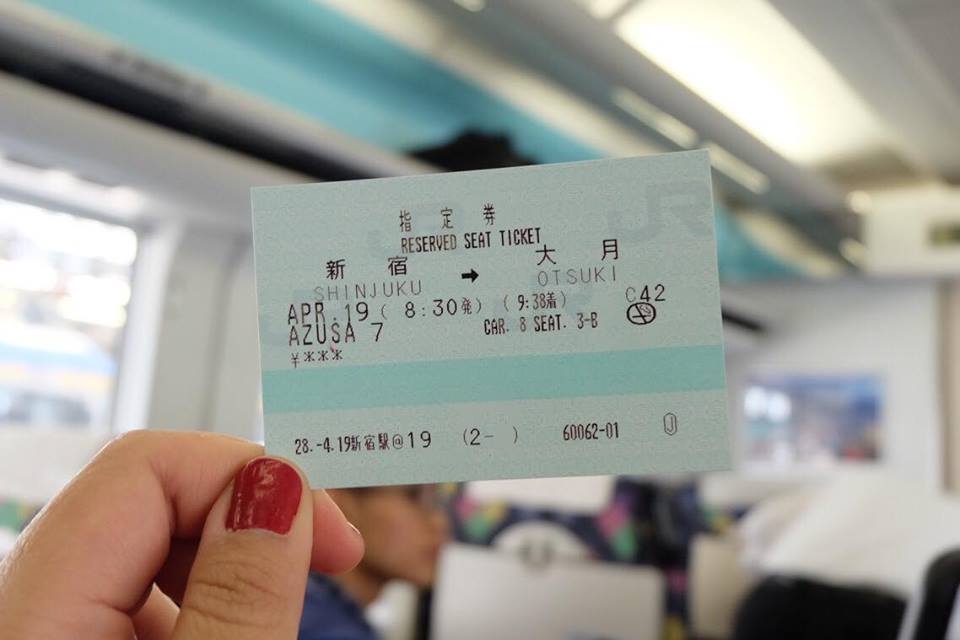 指定券
RESERVED SEAT TICKET
新宿 ➡ 大月
SHINJUKU OTSUKI
APR.19 ( 8:30発) ( 9:38着) C42
AZUSA 7 CAR. 8 SEAT. 3-B
¥***
28.-4.19新宿駅@19 (2- ) 60062-01 J
JR